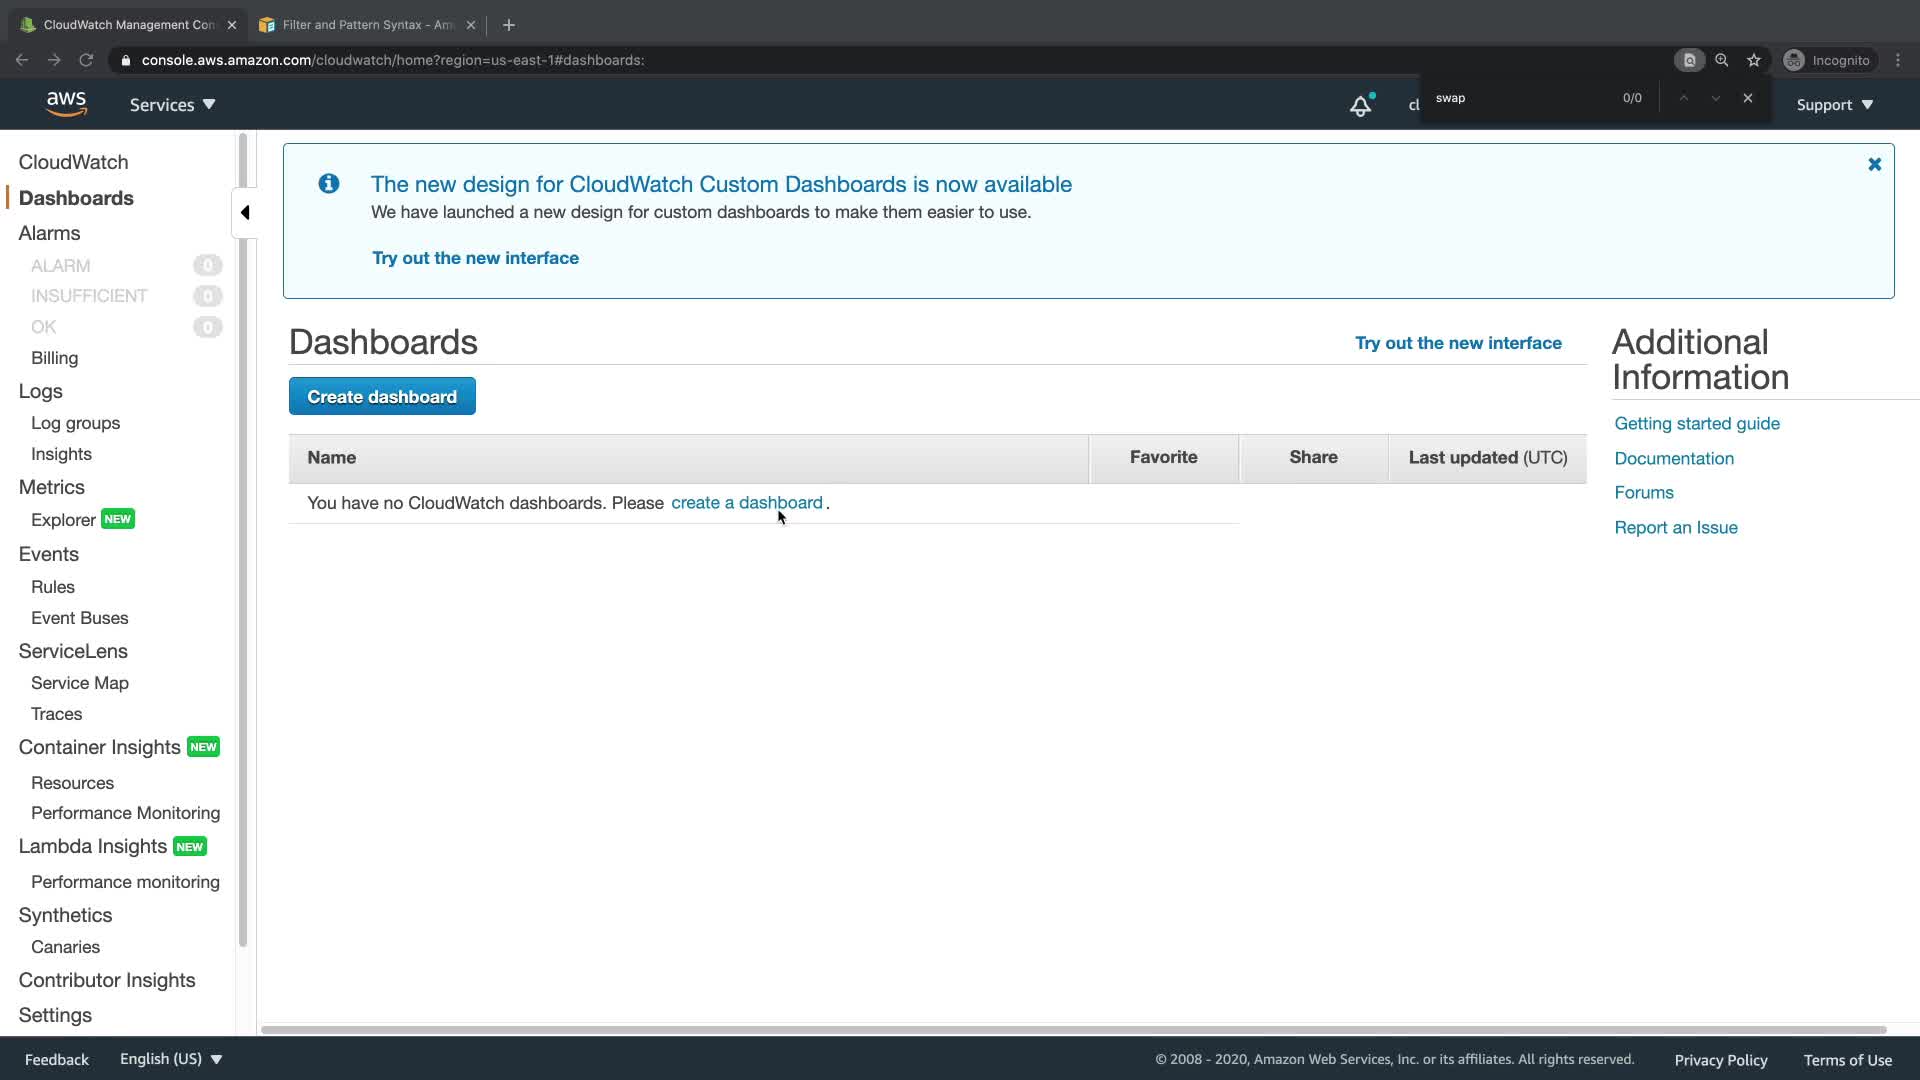 CloudWatch Management Con
Filter and Pattern Syntax - Am
console.aws.amazon.com/cloudwatch/home?region=us-east-1#dashboards:
Incognito
aws
Services
swap
0/0
Support
CloudWatch
Dashboards
Alarms
ALARM 0
INSUFFICIENT 0
OK 0
Billing
Logs
Log groups
Insights
Metrics
Explorer NEW
Events
Rules
Event Buses
ServiceLens
Service Map
Traces
Container Insights NEW
Resources
Performance Monitoring
Lambda Insights NEW
Performance monitoring
Synthetics
Canaries
Contributor Insights
Settings
The new design for CloudWatch Custom Dashboards is now available
We have launched a new design for custom dashboards to make them easier to use.
Try out the new interface
Dashboards
Try out the new interface
Create dashboard
Name Favorite Share Last updated (UTC)
You have no CloudWatch dashboards. Please create a dashboard.
Additional
Information
Getting started guide
Documentation
Forums
Report an Issue
Feedback
English (US)
© 2008 - 2020, Amazon Web Services, Inc. or its affiliates. All rights reserved.
Privacy Policy
Terms of Use